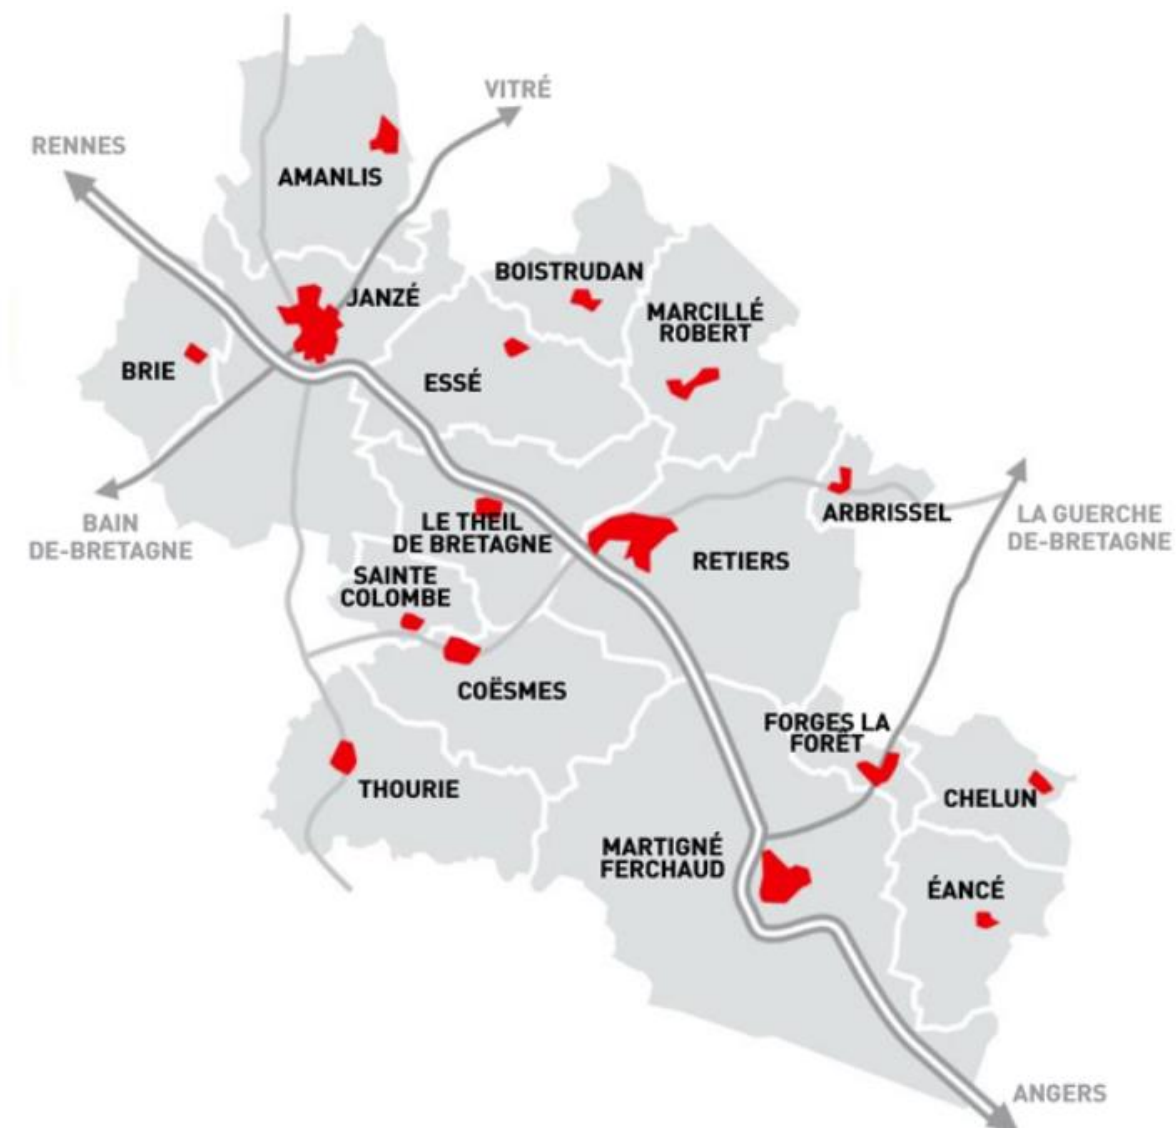 VITRÉ
RENNES
AMANLIS
BOISTRUDAN
JANZÉ
MARCILLÉ
ROBERT
BRIE
ESSÉ
BAIN
DE-BRETAGNE
LE THEIL
DE BRETAGNE
ARBRISSEL
LA GUERCHE
DE-BRETAGNE
RETIERS
SAINTE
COLOMBE
COËSMES
FORGES LA
FORÊT
THOURIE
CHELUN
MARTIGNÉ
FERCHAUD
ÉANCÉ
ANGERS